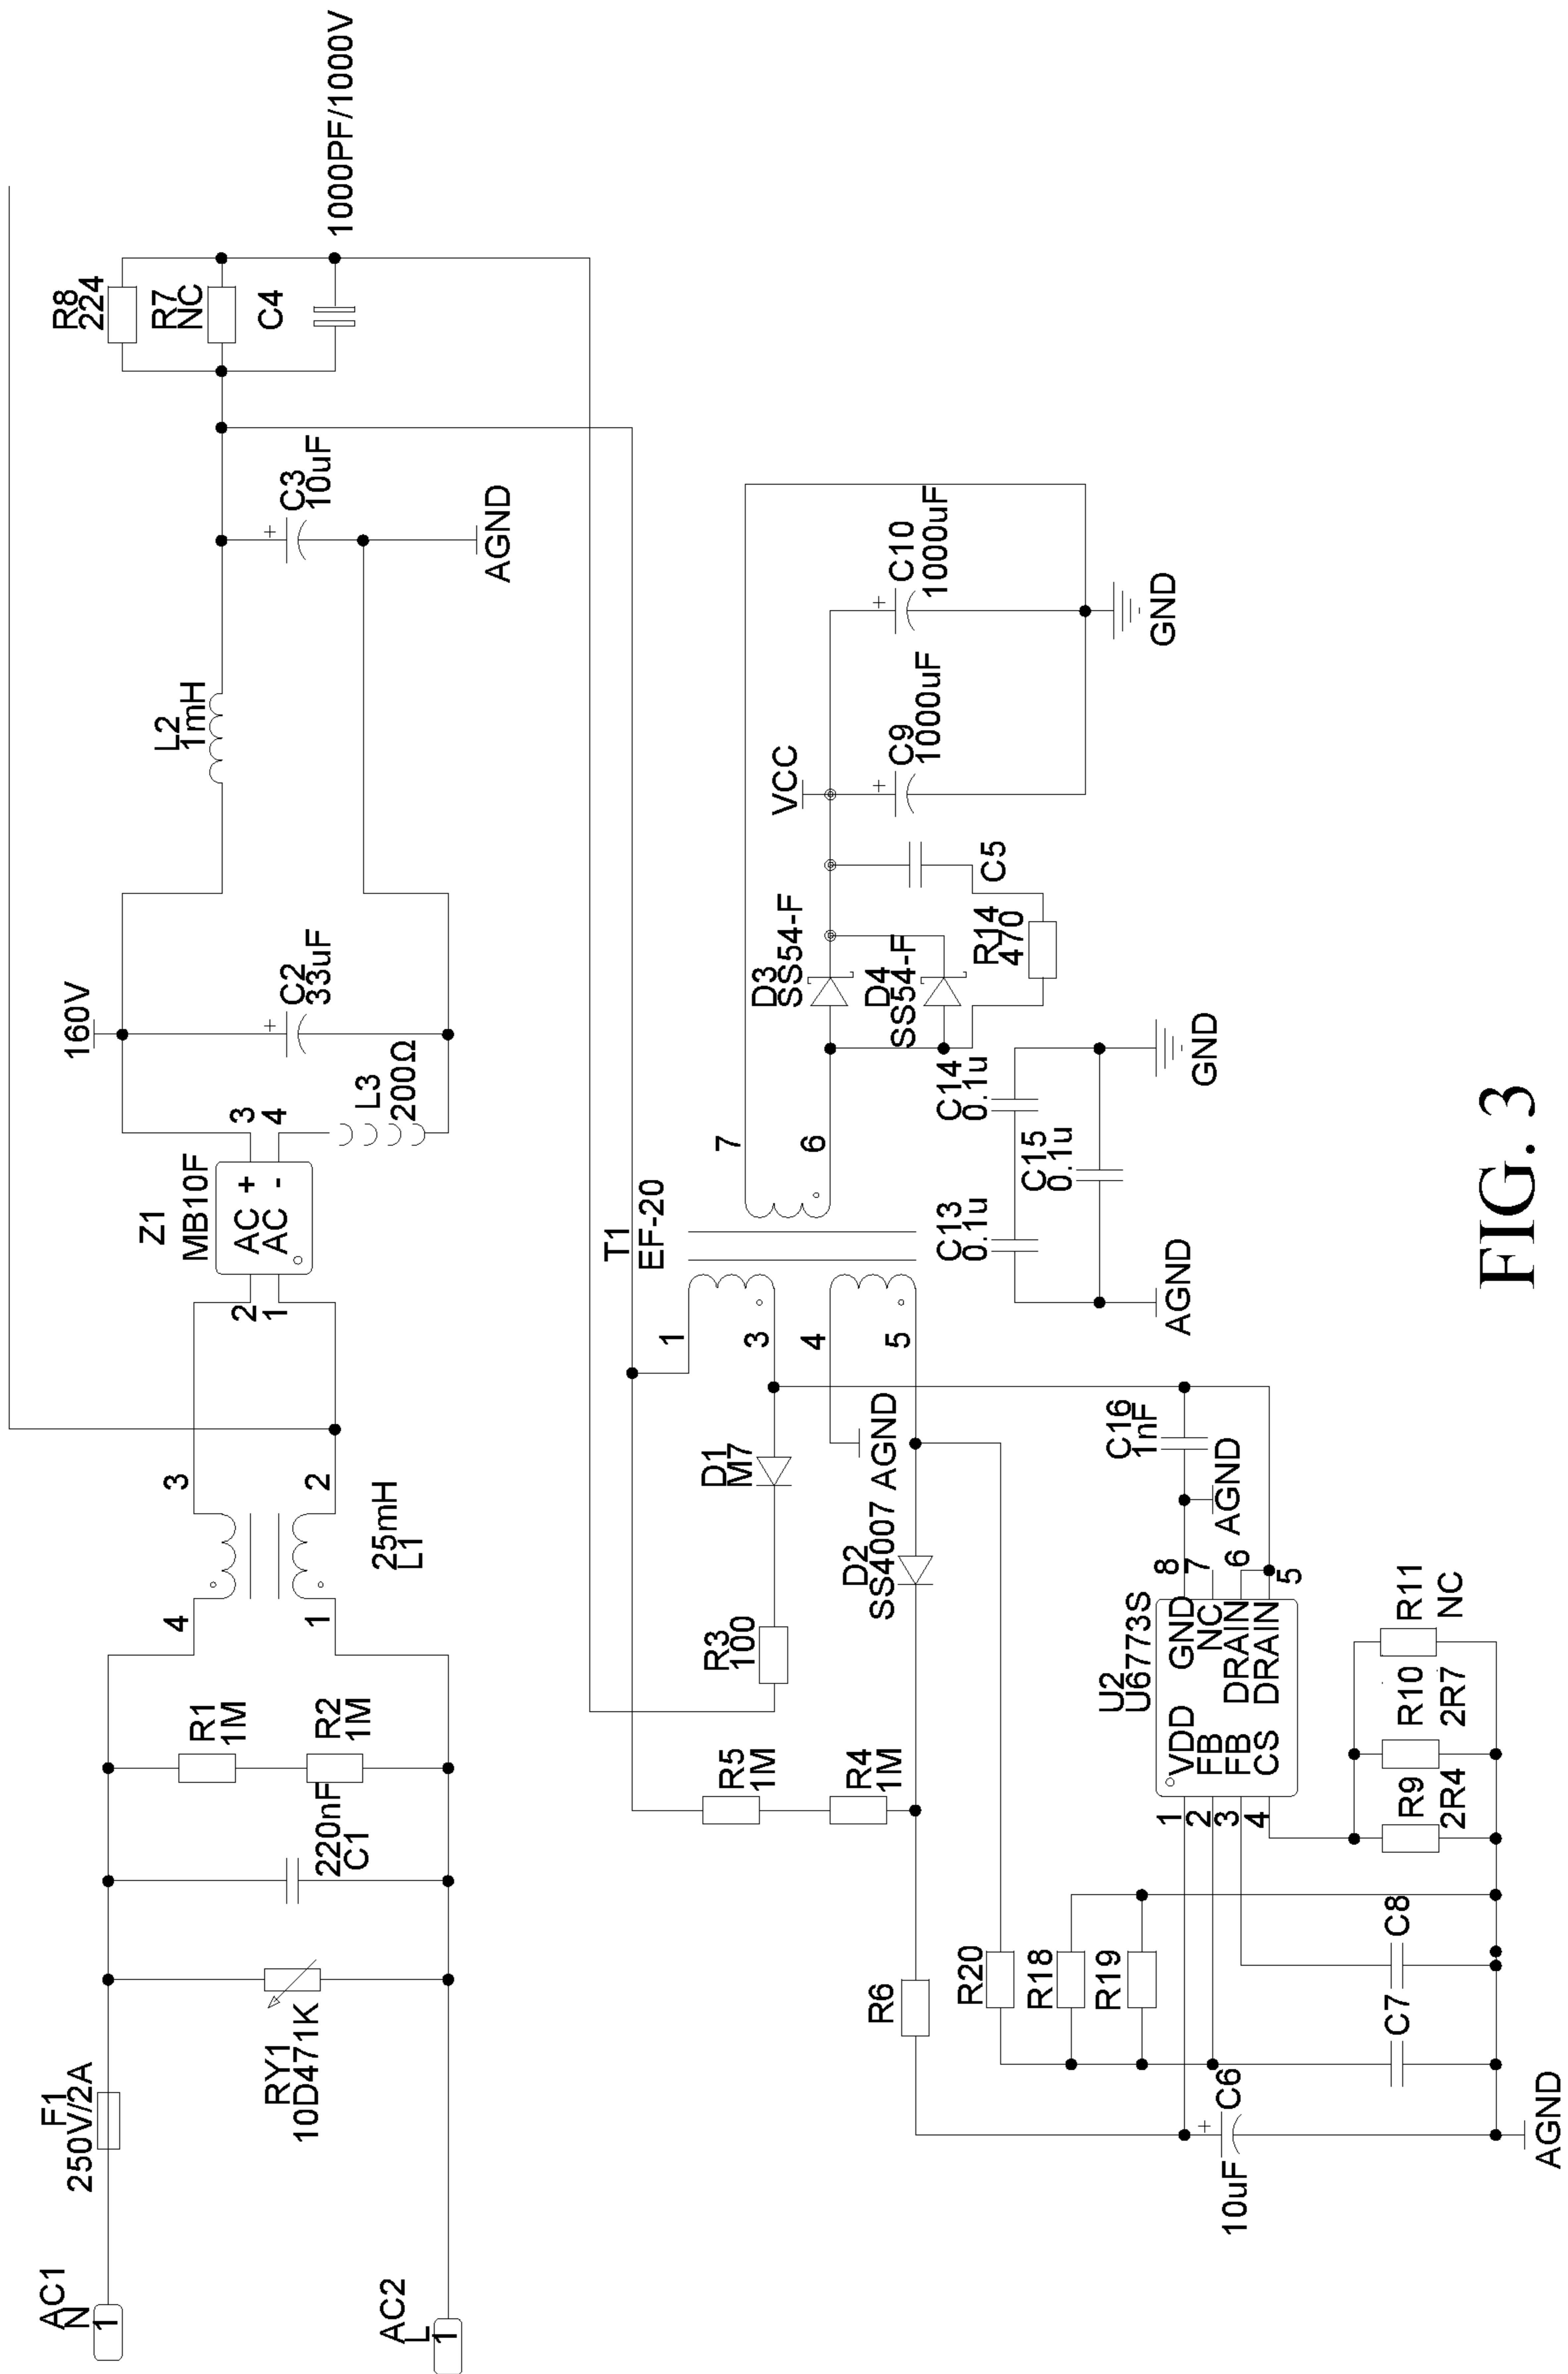 AC1
N
1
F1
250V/2A
RY1
10D471K
220nF
C1
R1
1M
R2
1M
AC2
L
1
4
3
1
2
25mH
L1
Z1
MB10F
2
1
AC +
AC -
3
4
L3
200Ω
160V
C2
33uF
L2
1mH
C3
10uF
AGND
R8
224
R7
NC
C4
1000PF/1000V
T1
EF-20
1
3
4
5
7
6
R5
1M
R4
1M
R3
100
D1
M7
AGND
D2
SS4007
R6
R20
R18
R19
D3
SS54-F
D4
SS54-F
VCC
C5
R14
470
C9
1000uF
C10
1000uF
GND
C13
0.1u
C14
0.1u
C15
0.1u
AGND
GND
C16
1nF
AGND
U2
U6773S
1
2
3
4
VDD
FB
FB
CS
GND
NC
DRAIN
DRAIN
8
7
6
5
C6
10uF
C7
C8
R9
2R4
R10
2R7
R11
NC
AGND
FIG. 3